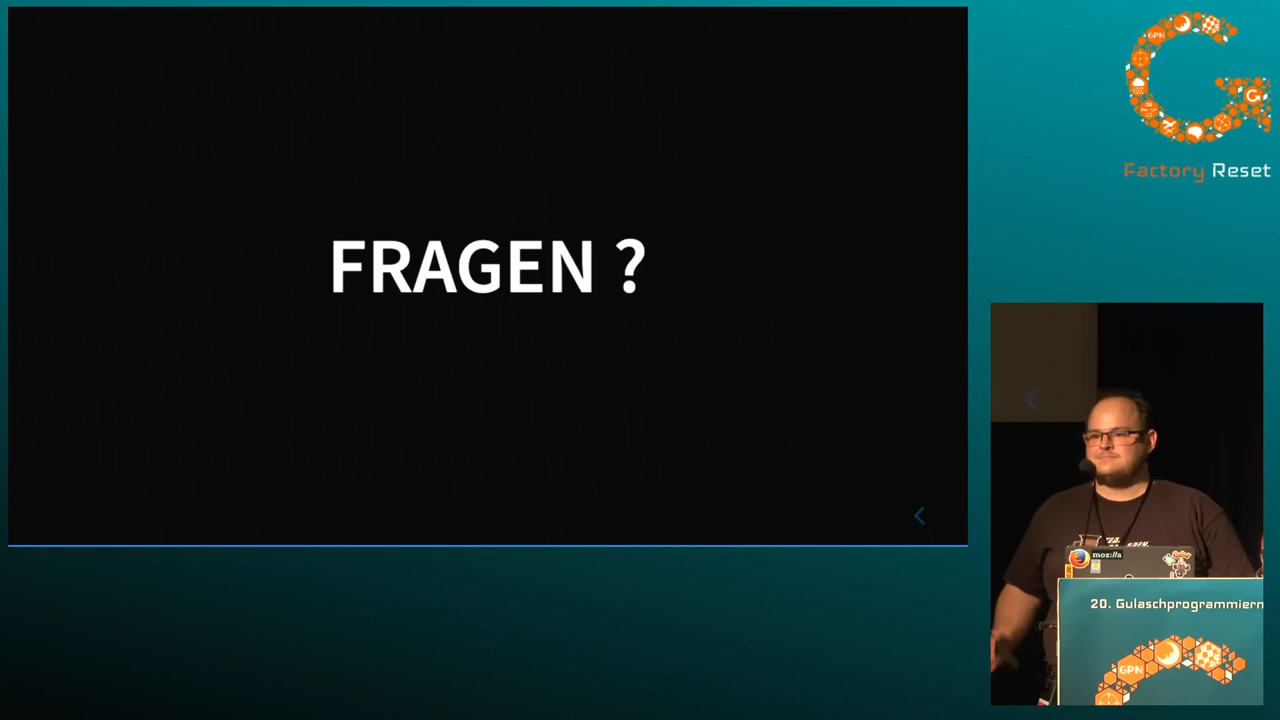 FRAGEN ?
GPN
Factory Reset
moz://a
20. Gulaschprogrammiern
GPN